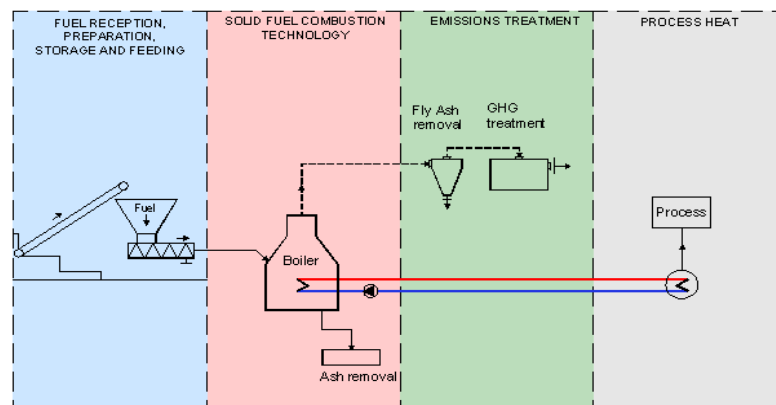 FUEL RECEPTION,
PREPARATION,
STORAGE AND FEEDING
SOLID FUEL COMBUSTION
TECHNOLOGY
EMISSIONS TREATMENT
PROCESS HEAT
Fly Ash
removal
GHG
treatment
Fuel
Process
Boiler
Ash removal